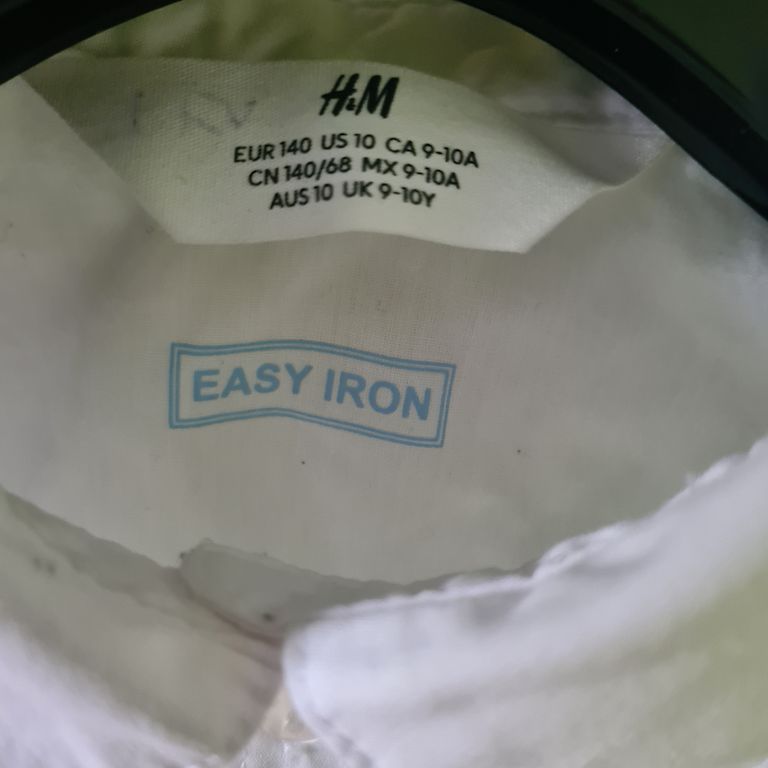 H&M
EUR 140 US 10 CA 9-10A
CN 140/68 MX 9-10A
AUS 10 UK 9-10Y
EASY IRON